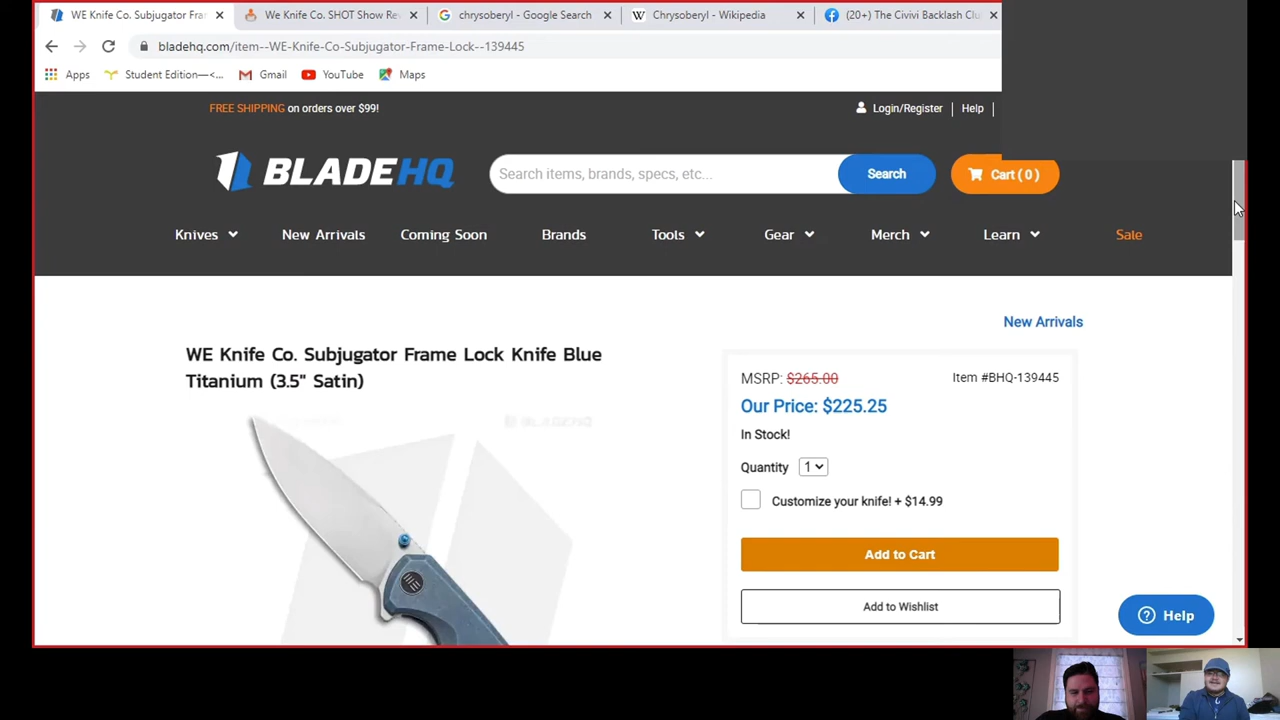 WE Knife Co. Subjugator Fra
We Knife Co. SHOT Show Re
chrysoberyl - Google Search
Chrysoberyl - Wikipedia
(20+) The Civivi Backlash Clu
bladehq.com/item--WE-Knife-Co-Subjugator-Frame-Lock--139445
Apps Student Edition—<... Gmail YouTube Maps
FREE SHIPPING on orders over $99!
Login/Register | Help |
BLADEHQ
Search items, brands, specs, etc...
Search
Cart ( 0 )
Knives New Arrivals Coming Soon Brands Tools Gear Merch Learn Sale
New Arrivals
WE Knife Co. Subjugator Frame Lock Knife Blue
Titanium (3.5" Satin)
MSRP: $265.00 Item #BHQ-139445
Our Price: $225.25
In Stock!
Quantity 1
Customize your knife! + $14.99
Add to Cart
Add to Wishlist
Help